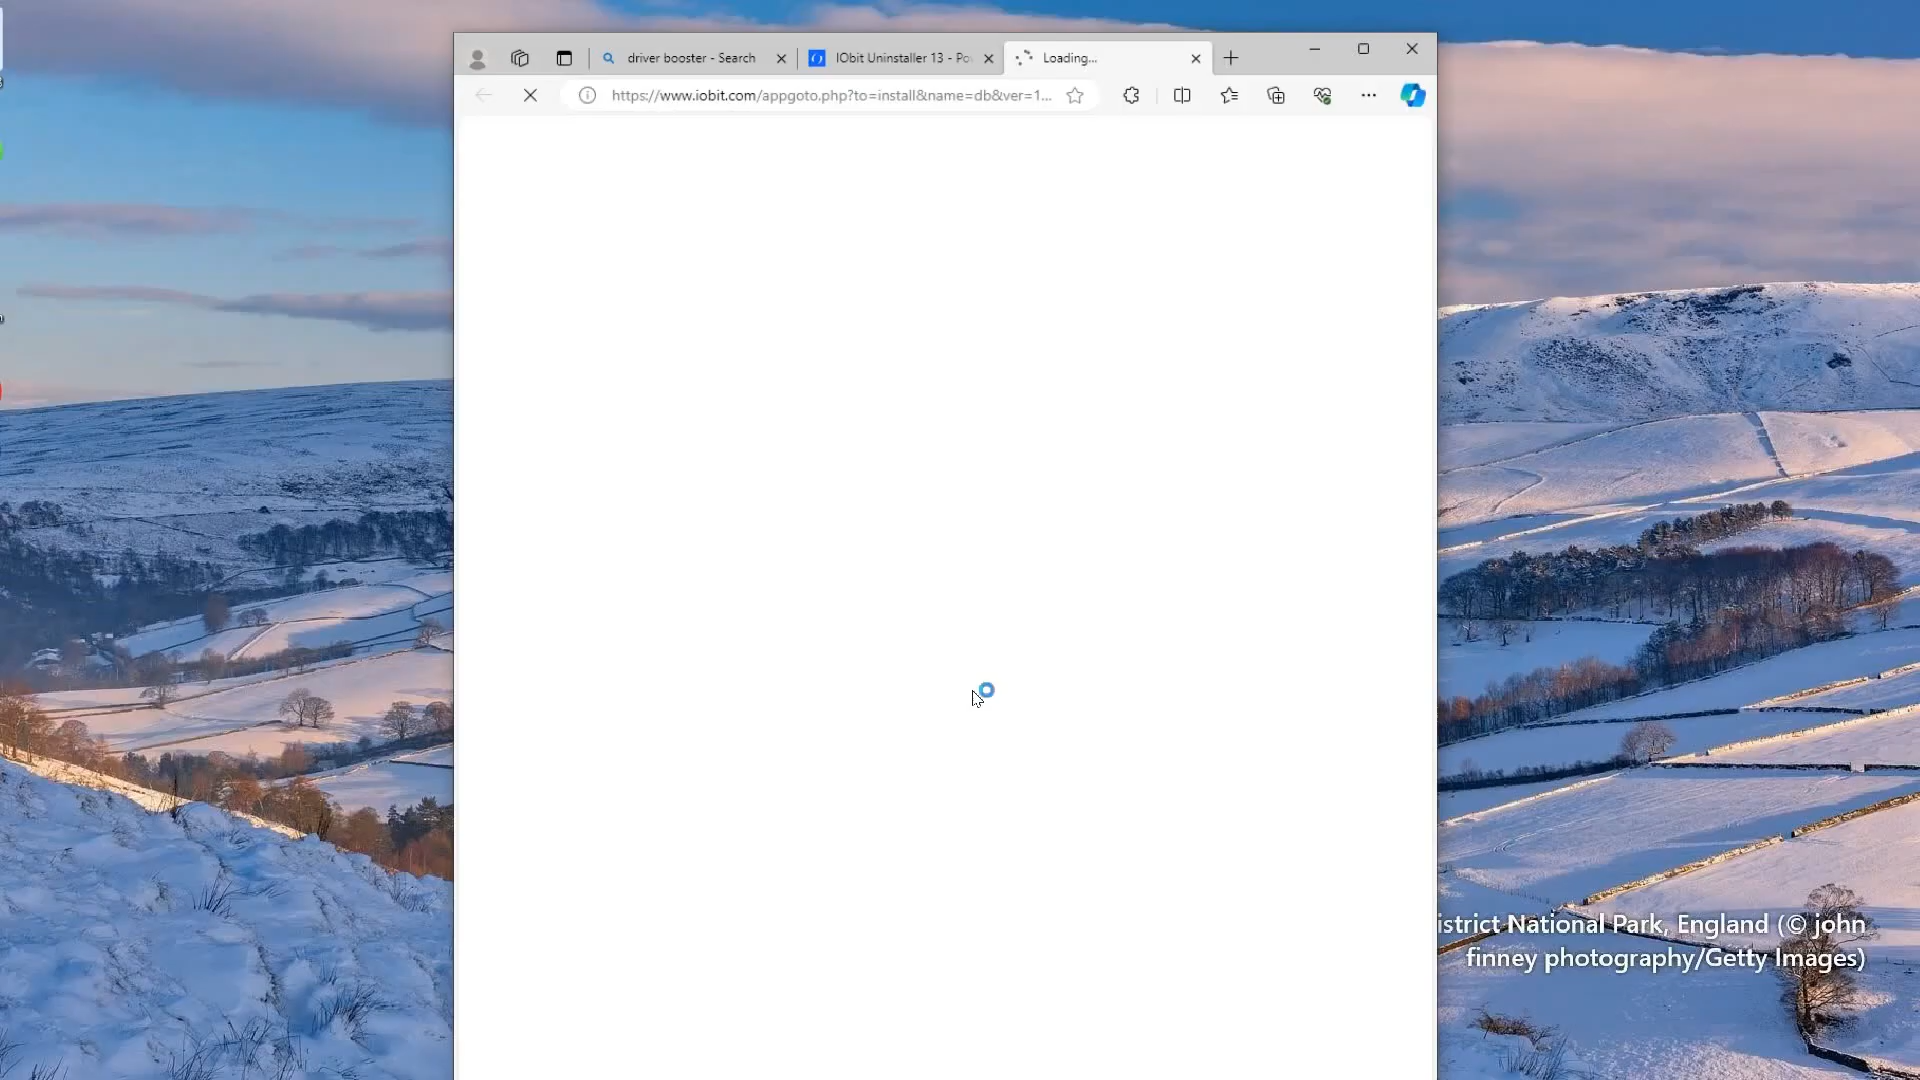 driver booster - Search
IObit Uninstaller 13 - Po
Loading...
https://www.iobit.com/appgoto.php?to=install&name=db&ver=1...
istrict National Park, England (© john
finney photography/Getty Images)